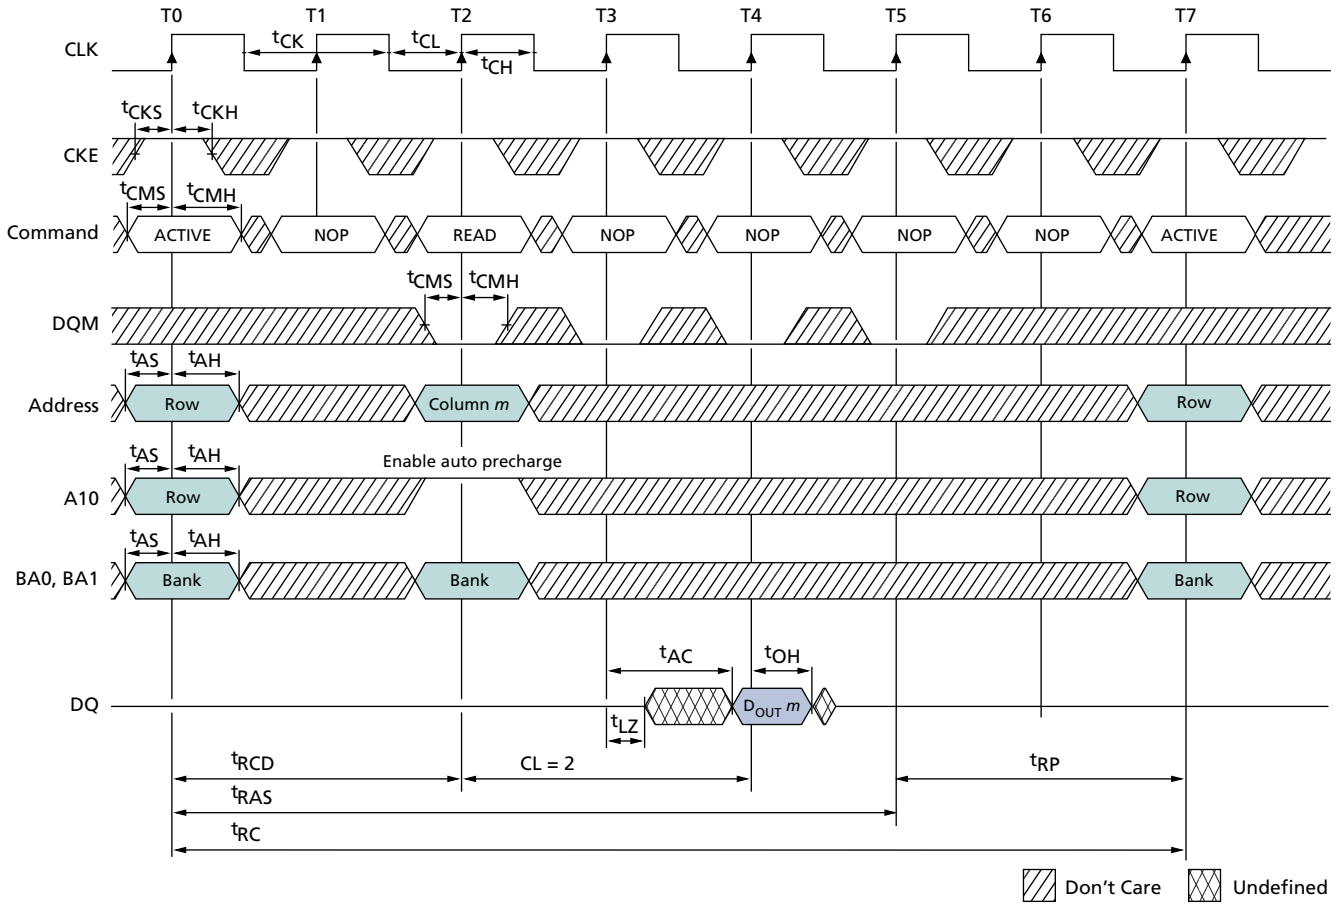 T0 T1 T2 T3 T4 T5 T6 T7
CLK tCK tCL tCH
tCKS tCKH
CKE
tCMS tCMH
Command ACTIVE NOP READ NOP NOP NOP NOP ACTIVE
tCMS tCMH
DQM
tAS tAH
Address Row Column m Row
tAS tAH Enable auto precharge
A10 Row Row
tAS tAH
BA0, BA1 Bank Bank Bank
tAC tOH
DQ DOUT m
tLZ
tRCD CL = 2 tRP
tRAS
tRC
Don't Care Undefined